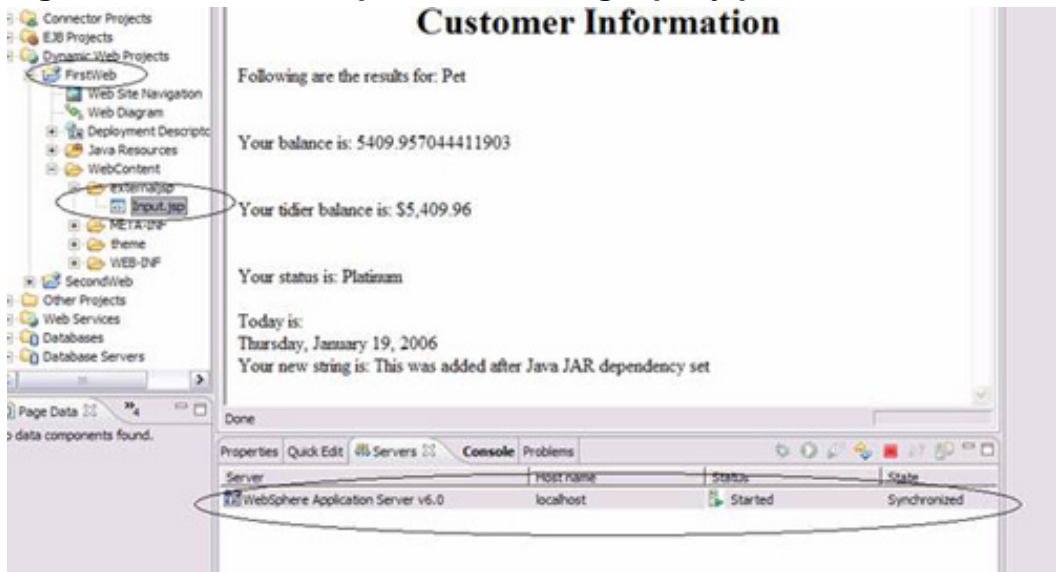 Connector Projects
EJB Projects
Dynamic Web Projects
FirstWeb
Web Site Navigation
Web Diagram
Deployment Descripto
Java Resources
WebContent
externaljsp
Input.jsp
META-INF
theme
WEB-INF
SecondWeb
Other Projects
Web Services
Databases
Database Servers
Page Data
4
data components found.
Customer Information
Following are the results for: Pet
Your balance is: 5409.957044411903
Your tidier balance is: $5,409.96
Your status is: Platinum
Today is:
Thursday, January 19, 2006
Your new string is: This was added after Java JAR dependency set
Done
Properties Quick Edit Servers Console Problems
Server Host name Status State
WebSphere Application Server v6.0 localhost Started Synchronized